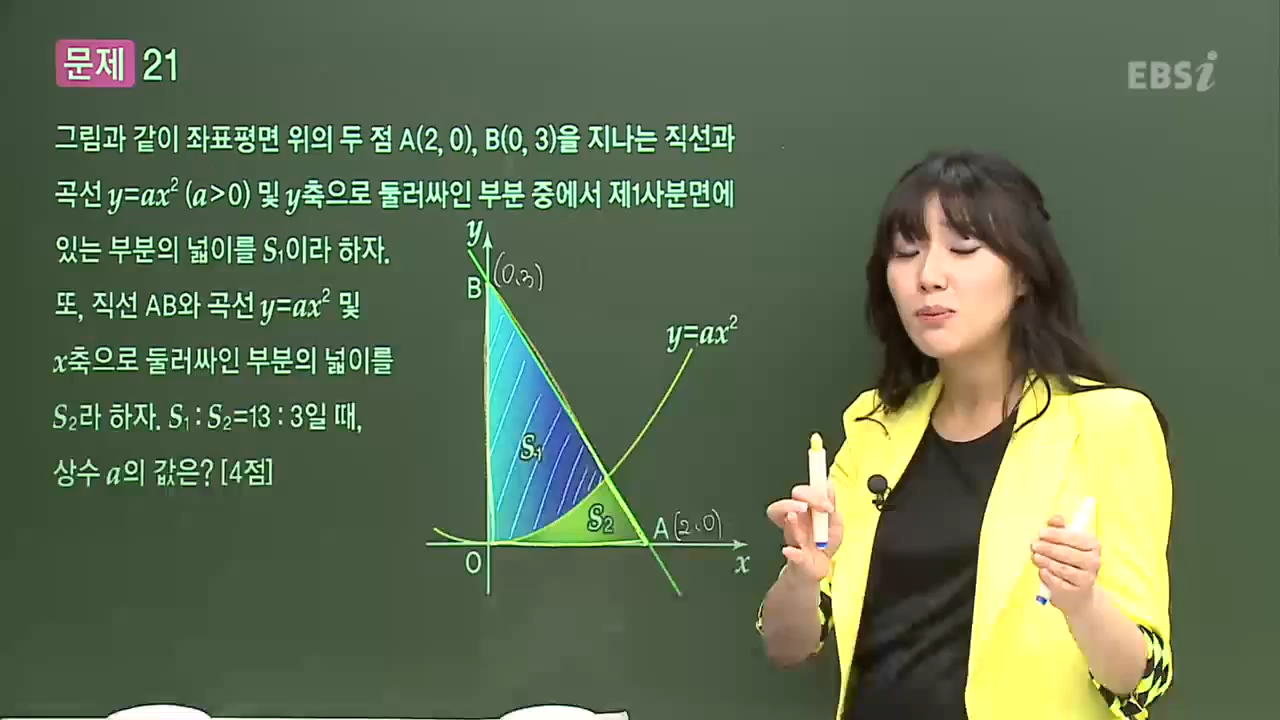 문제 21
EBSi
그림과 같이 좌표평면 위의 두 점 A(2, 0), B(0, 3)을 지나는 직선과
곡선 y=ax² (a>0) 및 y축으로 둘러싸인 부분 중에서 제1사분면에
있는 부분의 넓이를 S₁이라 하자.
또, 직선 AB와 곡선 y=ax² 및
x축으로 둘러싸인 부분의 넓이를
S₂라 하자. S₁ : S₂=13 : 3일 때,
상수 a의 값은? [4점]
y
B (0,3)
y=ax²
S₁
S₂
A (2,0)
O
x